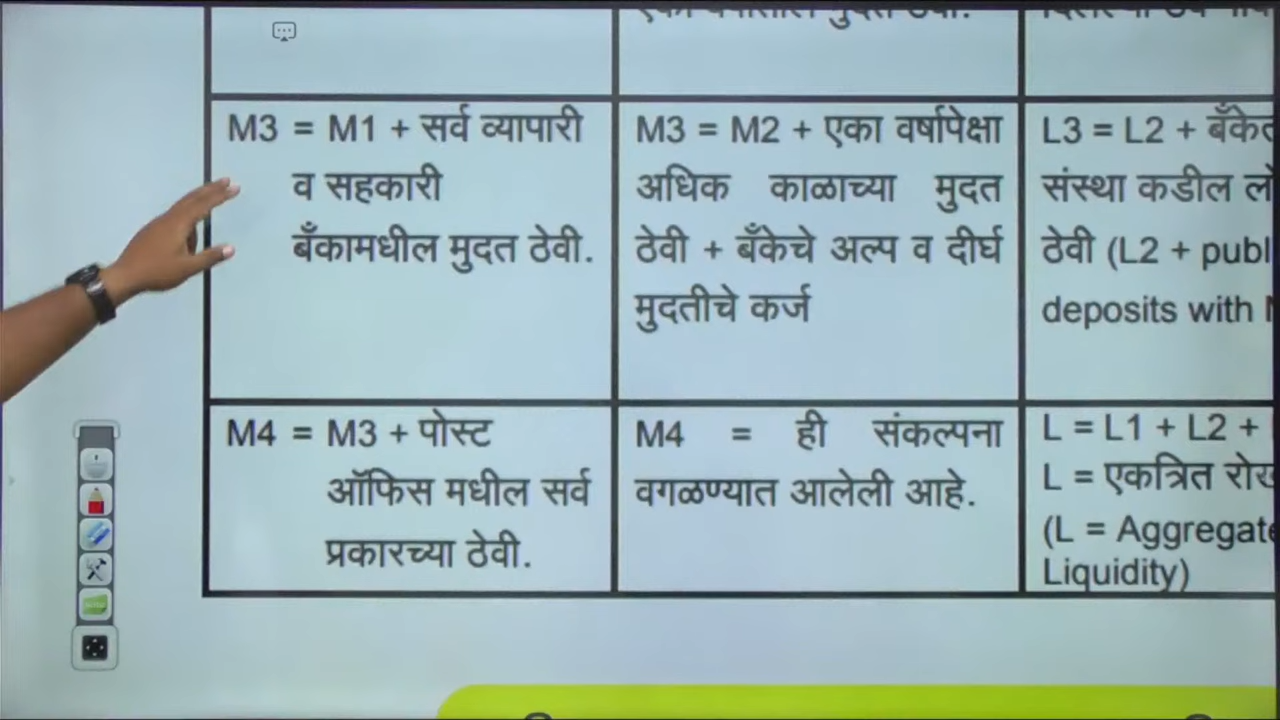 M3 = M1 + सर्व व्यापारी
व सहकारी
बँकामधील मुदत ठेवी.
M3 = M2 + एका वर्षापेक्षा
अधिक काळाच्या मुदत
ठेवी + बँकेचे अल्प व दीर्घ
मुदतीचे कर्ज
L3 = L2 +
संस्था कडील
ठेवी (L2 + publ
deposits with
M4 = M3 + पोस्ट
ऑफिस मधील सर्व
प्रकारच्या ठेवी.
M4 = ही संकल्पना
वगळण्यात आलेली आहे.
L = L1 + L2 +
L = एकत्रित
(L = Aggregate
Liquidity)